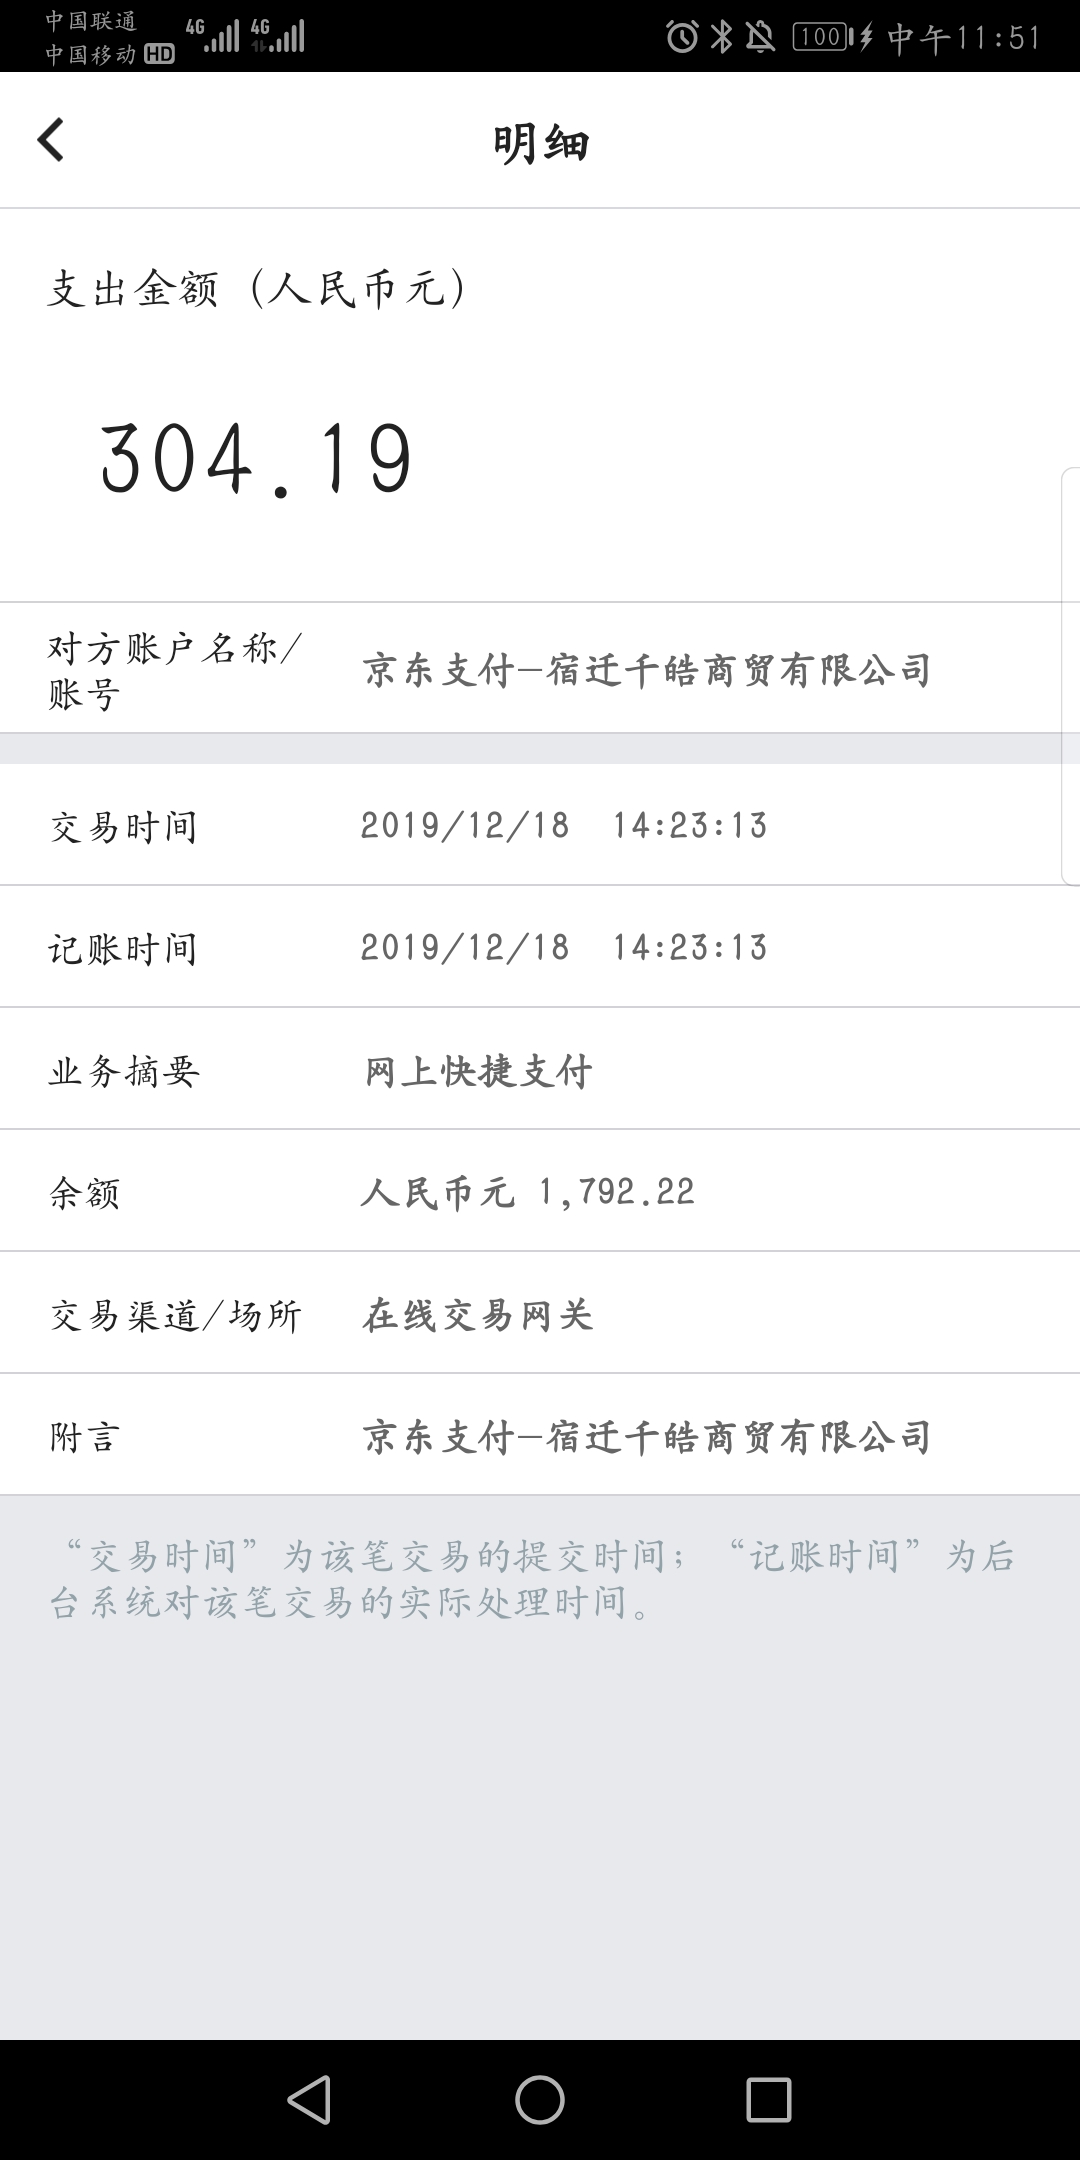 中国联通
中国移动 HD 4G 4G 100 中午11:51
明细
支出金额（人民币元）
304.19
对方账户名称/
账号
京东支付—宿迁千皓商贸有限公司
交易时间 2019/12/18 14:23:13
记账时间 2019/12/18 14:23:13
业务摘要 网上快捷支付
余额 人民币元 1,792.22
交易渠道/场所 在线交易网关
附言 京东支付—宿迁千皓商贸有限公司
“交易时间”为该笔交易的提交时间；“记账时间”为后
台系统对该笔交易的实际处理时间。